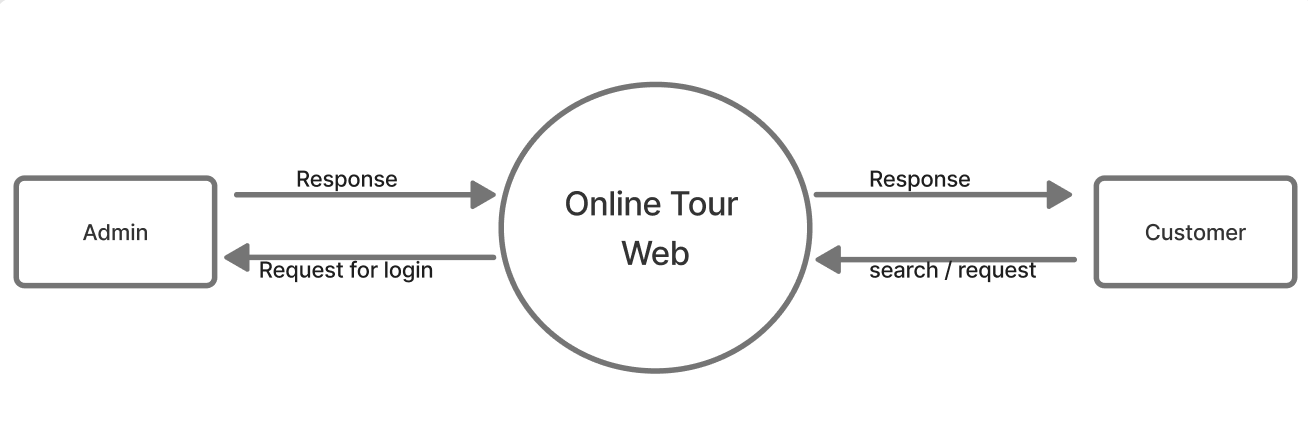 Response
Response
Admin
Online Tour
Web
Customer
Request for login
search / request